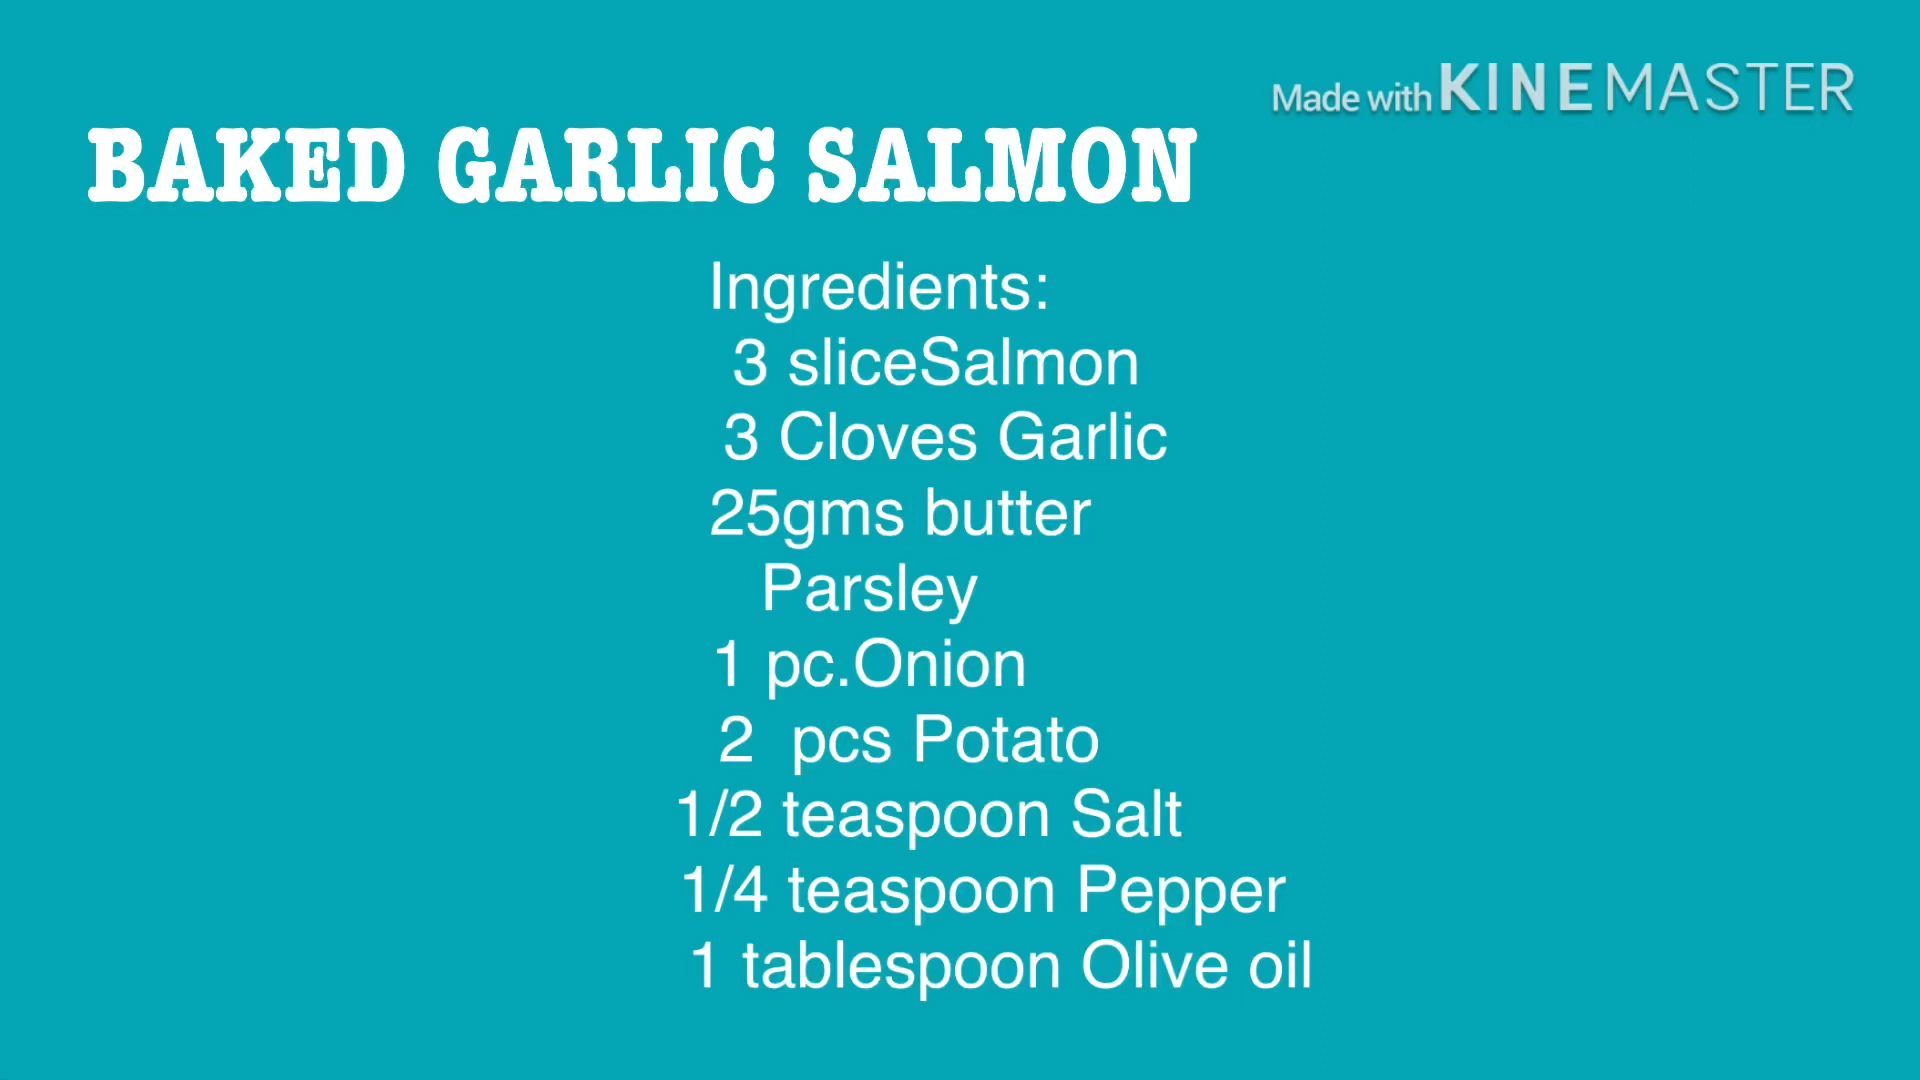 Made with KINEMASTER
BAKED GARLIC SALMON
Ingredients:
3 sliceSalmon
3 Cloves Garlic
25gms butter
Parsley
1 pc.Onion
2 pcs Potato
1/2 teaspoon Salt
1/4 teaspoon Pepper
1 tablespoon Olive oil